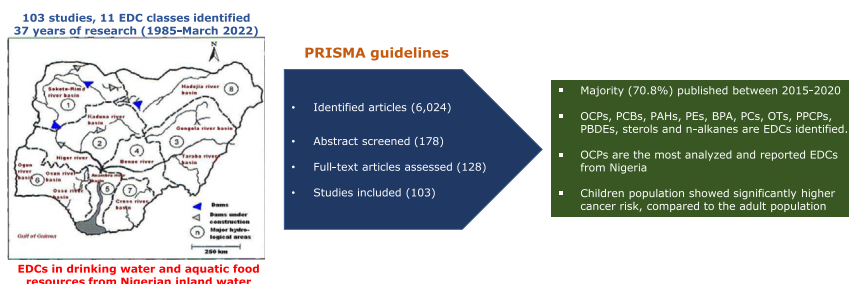 103 studies, 11 EDC classes identified
37 years of research (1985–March 2022)
N
Sokoto-Rima
river basin
1
Hadejia river
basin
8
Kaduna river
basin
2
4
3
Gongola river
basin
Niger river
Benue river
Taraba river
basin
Ogun
river
basin
6
Osun river
basin
Osse river
basin
Anambra river
5
7
Cross river
basin
Gulf of Guinea
Dams
Dams under
construction
n
Major hydro-
logical areas
250 km
EDCs in drinking water and aquatic food
resources from Nigerian inland water
PRISMA guidelines
• Identified articles (6,024)
• Abstract screened (178)
• Full-text articles assessed (128)
• Studies included (103)
▪ Majority (70.8%) published between 2015-2020
▪ OCPs, PCBs, PAHs, PEs, BPA, PCs, OTs, PPCPs,
PBDEs, sterols and n–alkanes are EDCs identified.
▪ OCPs are the most analyzed and reported EDCs
from Nigeria
▪ Children population showed significantly higher
cancer risk, compared to the adult population